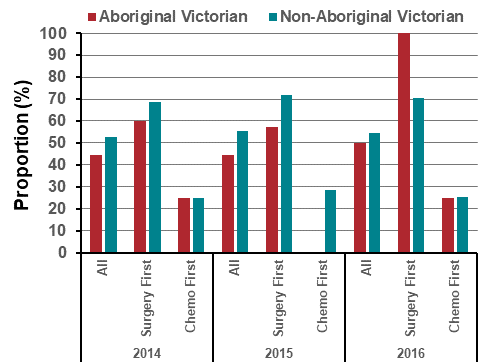 Aboriginal Victorian Non-Aboriginal Victorian
Proportion (%)
100
90
80
70
60
50
40
30
20
10
0
All
Surgery First
Chemo First
All
Surgery First
Chemo First
All
Surgery First
Chemo First
2014
2015
2016